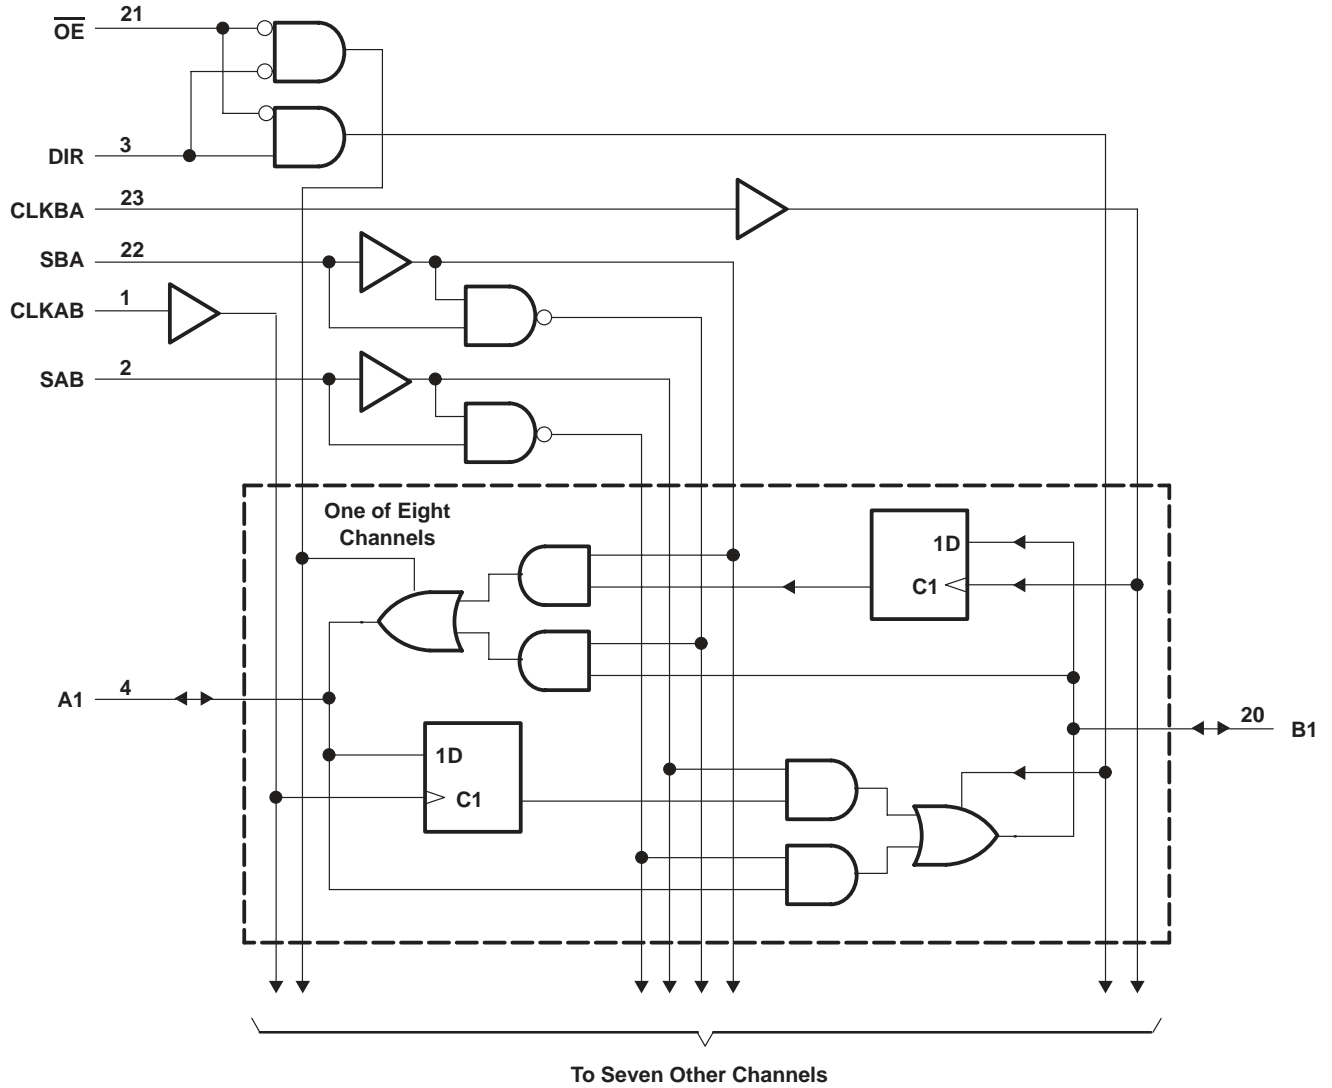 OE 21
DIR 3
CLKBA 23
SBA 22
CLKAB 1
SAB 2
One of Eight
Channels
1D
C1
A1 4
1D
C1
20 B1
To Seven Other Channels